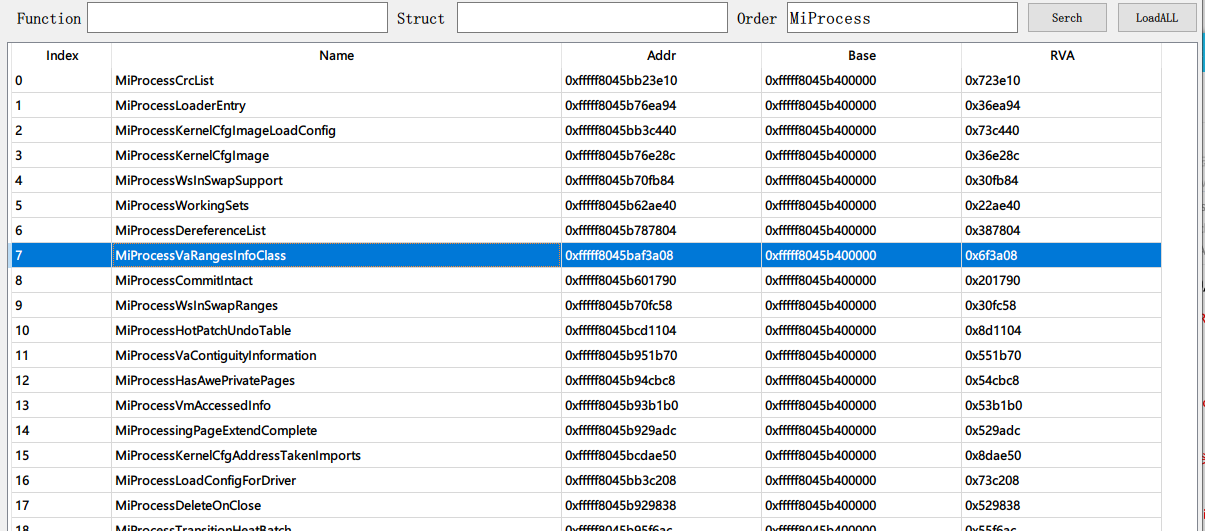 Function Struct Order MiProcess Serch LoadALL
Index Name Addr Base RVA
0 MiProcessCrcList 0xfffff8045bb23e10 0xfffff8045b400000 0x723e10
1 MiProcessLoaderEntry 0xfffff8045b76ea94 0xfffff8045b400000 0x36ea94
2 MiProcessKernelCfgImageLoadConfig 0xfffff8045bb3c440 0xfffff8045b400000 0x73c440
3 MiProcessKernelCfgImage 0xfffff8045b76e28c 0xfffff8045b400000 0x36e28c
4 MiProcessWsInSwapSupport 0xfffff8045b70fb84 0xfffff8045b400000 0x30fb84
5 MiProcessWorkingSets 0xfffff8045b62ae40 0xfffff8045b400000 0x22ae40
6 MiProcessDereferenceList 0xfffff8045b787804 0xfffff8045b400000 0x387804
7 MiProcessVaRangesInfoClass 0xfffff8045baf3a08 0xfffff8045b400000 0x6f3a08
8 MiProcessCommitIntact 0xfffff8045b601790 0xfffff8045b400000 0x201790
9 MiProcessWsInSwapRanges 0xfffff8045b70fc58 0xfffff8045b400000 0x30fc58
10 MiProcessHotPatchUndoTable 0xfffff8045bcd1104 0xfffff8045b400000 0x8d1104
11 MiProcessVaContiguityInformation 0xfffff8045b951b70 0xfffff8045b400000 0x551b70
12 MiProcessHasAwePrivatePages 0xfffff8045b94cbc8 0xfffff8045b400000 0x54cbc8
13 MiProcessVmAccessedInfo 0xfffff8045b93b1b0 0xfffff8045b400000 0x53b1b0
14 MiProcessingPageExtendComplete 0xfffff8045b929adc 0xfffff8045b400000 0x529adc
15 MiProcessKernelCfgAddressTakenImports 0xfffff8045bcdae50 0xfffff8045b400000 0x8dae50
16 MiProcessLoadConfigForDriver 0xfffff8045bb3c208 0xfffff8045b400000 0x73c208
17 MiProcessDeleteOnClose 0xfffff8045b929838 0xfffff8045b400000 0x529838
18 MiProcessTransitionHeatBatch 0xfffff8045b95f6ac 0xfffff8045b400000 0x55f6ac